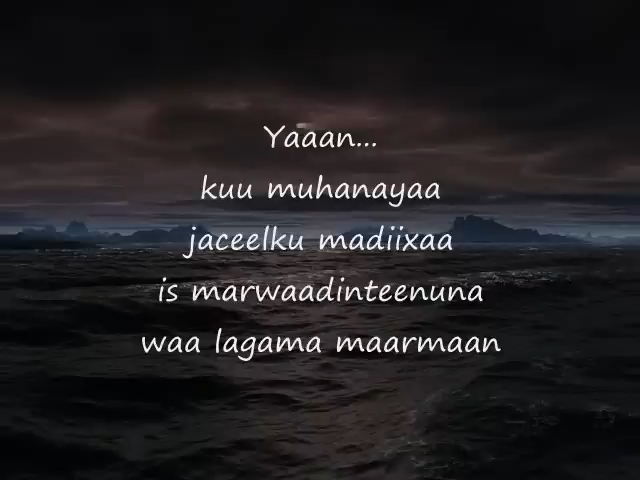 Yaaan...
kuu muhanayaa
jaceelku madiixaa
is marwaadinteenuna
waa lagama maarmaan